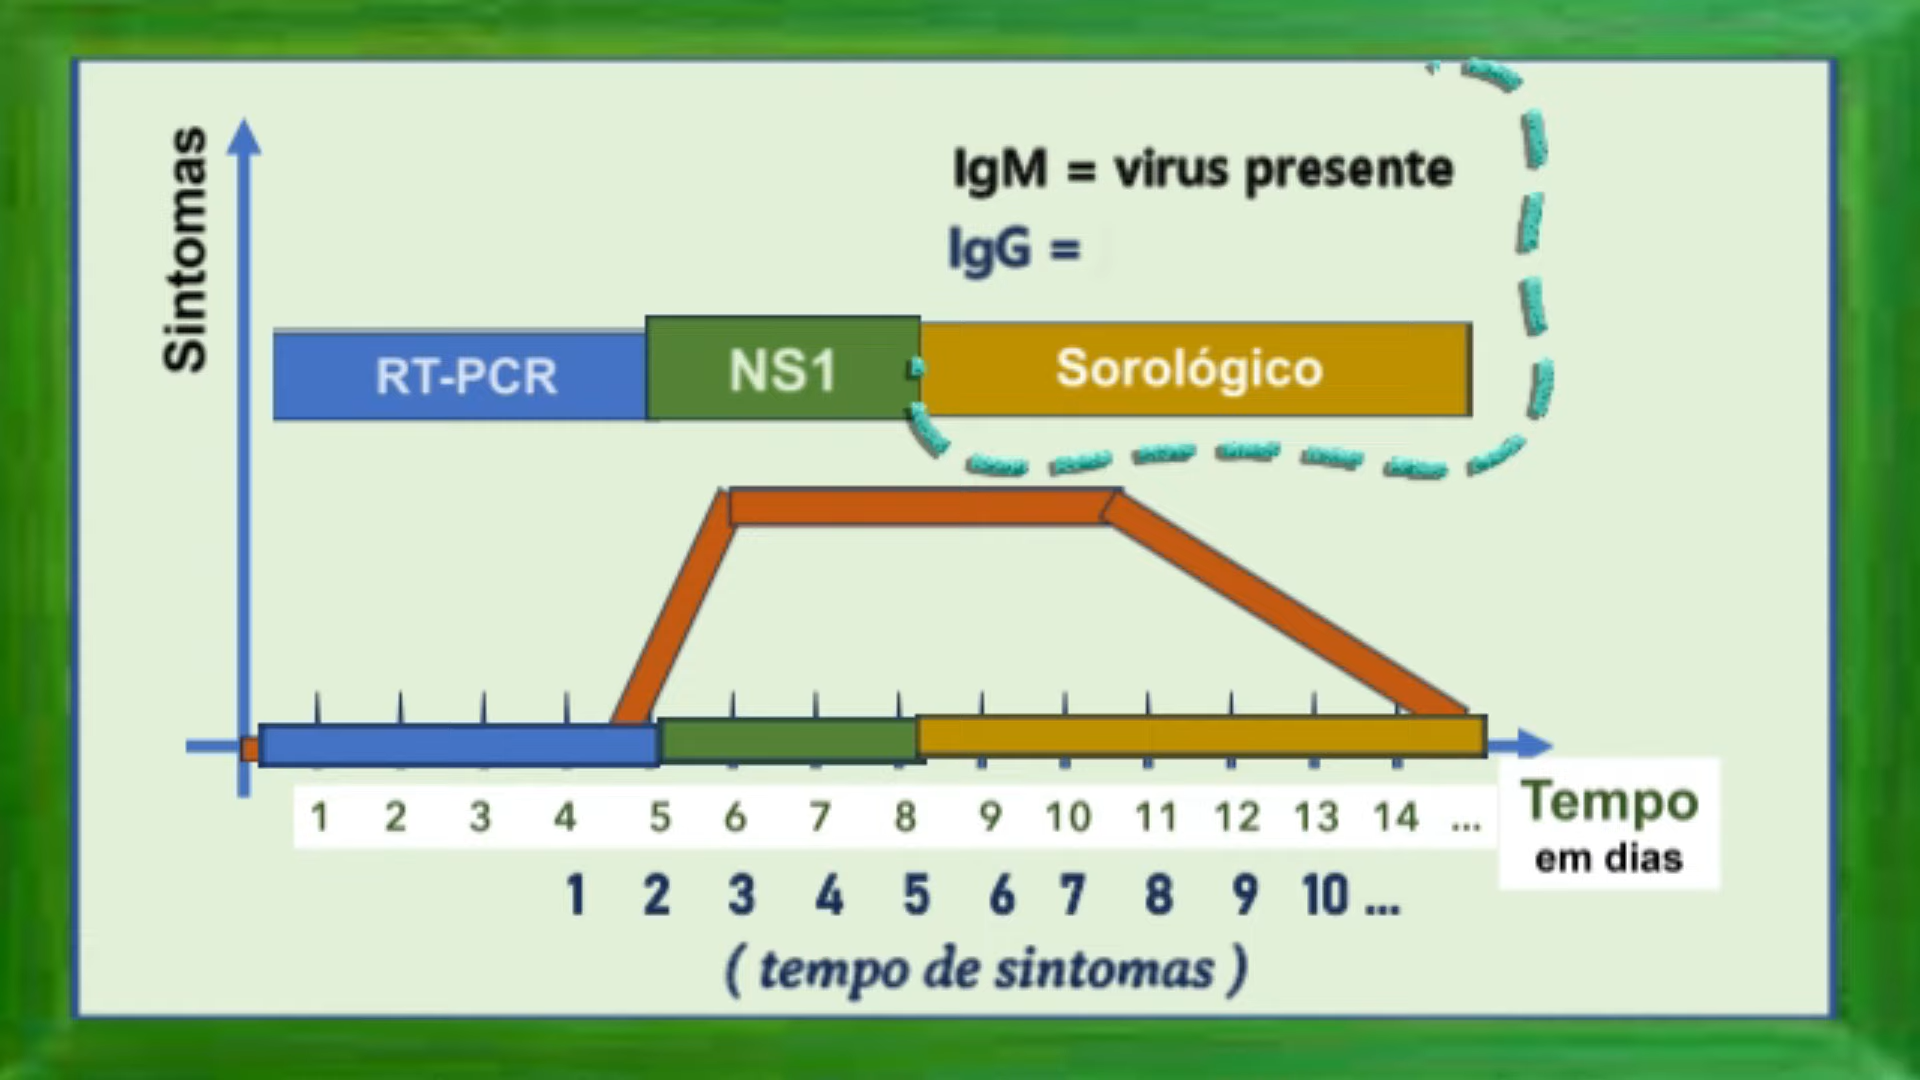 Sintomas
IgM = virus presente
IgG =
RT-PCR
NS1
Sorológico
1 2 3 4 5 6 7 8 9 10 11 12 13 14 ...
Tempo
em dias
1 2 3 4 5 6 7 8 9 10 ...
( tempo de sintomas )